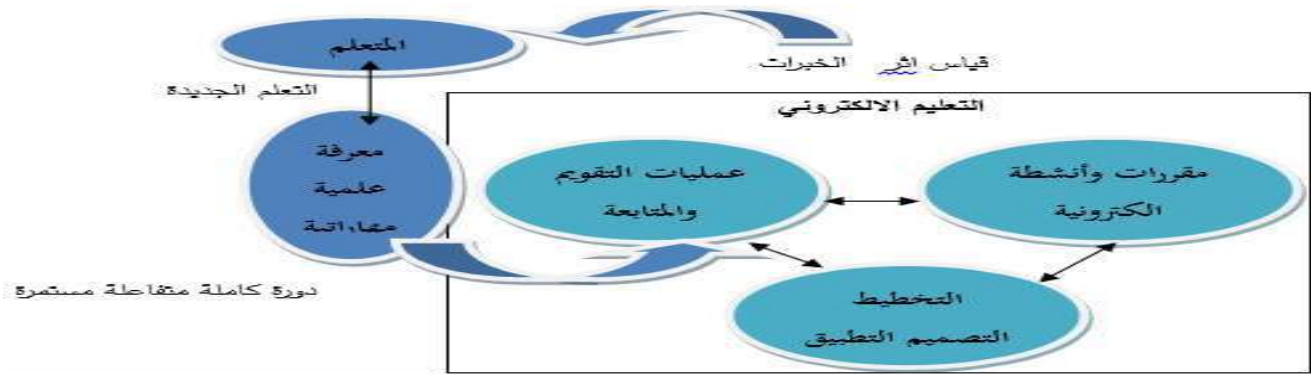 المتعلم
قياس اثر الخبرات
التعلم الجديدة
التعليم الالكتروني
معرفة
علمية
مهاراتية
عمليات التقويم
والمتابعة
مقررات وأنشطة
الكترونية
دورة كاملة متفاعلة مستمرة
التخطيط
التصميم التطبيق